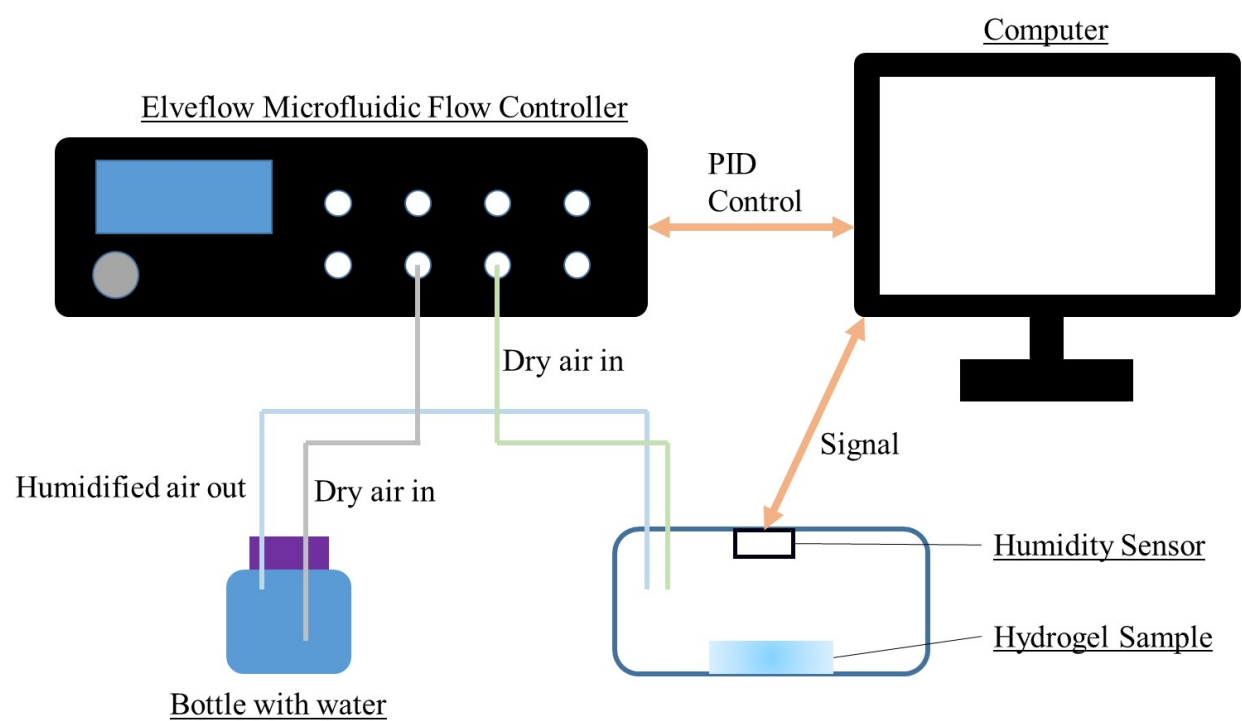 Computer
Elveflow Microfluidic Flow Controller
PID
Control
Dry air in
Signal
Humidified air out
Dry air in
Humidity Sensor
Hydrogel Sample
Bottle with water